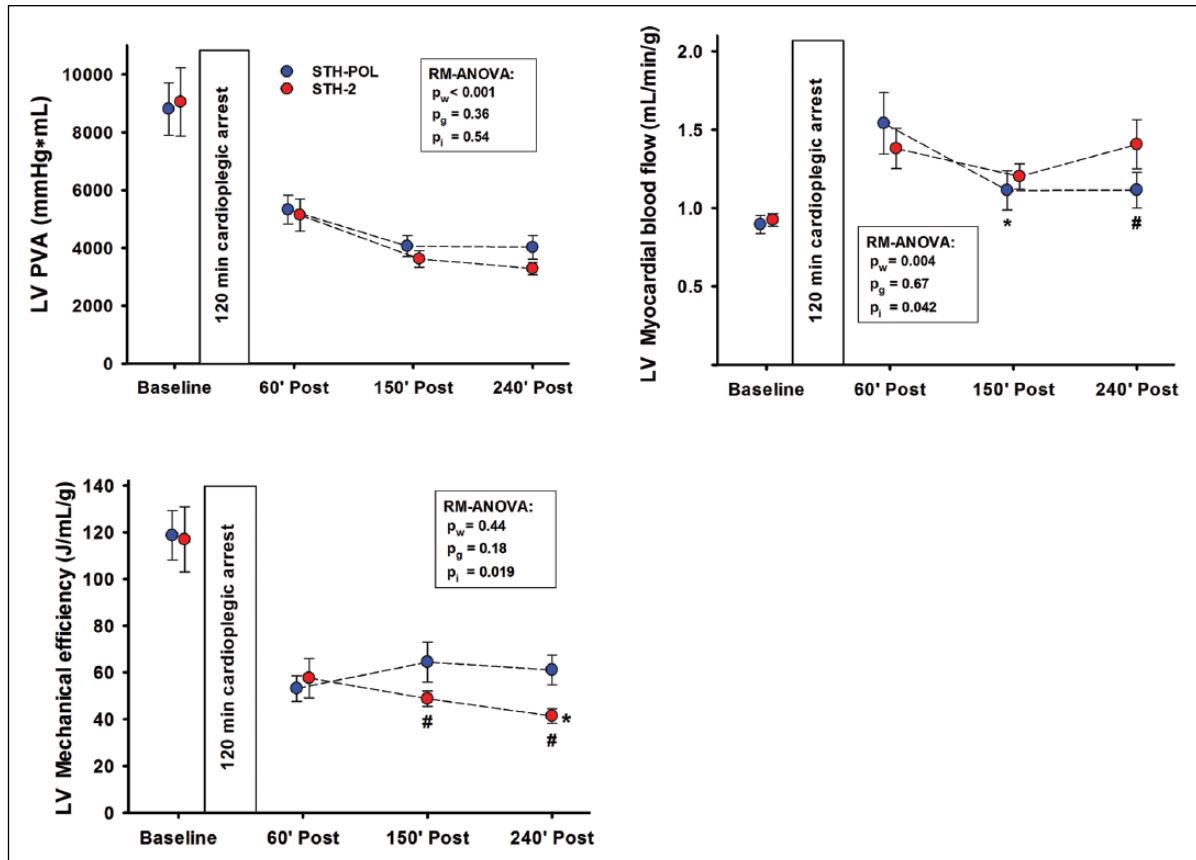 LV PVA (mmHg*mL)
10000
8000
6000
4000
2000
0
120 min cardioplegic arrest
STH-POL
STH-2
RM-ANOVA:
pw < 0.001
pg = 0.36
pi = 0.54
Baseline 60' Post 150' Post 240' Post
LV Myocardial blood flow (mL/min/g)
2.0
1.5
1.0
0.5
120 min cardioplegic arrest
* #
RM-ANOVA:
pw = 0.004
pg = 0.67
pi = 0.042
Baseline 60' Post 150' Post 240' Post
LV Mechanical efficiency (J/mL/g)
140
120
100
80
60
40
20
0
120 min cardioplegic arrest
RM-ANOVA:
pw = 0.44
pg = 0.18
pi = 0.019
*
# #
Baseline 60' Post 150' Post 240' Post